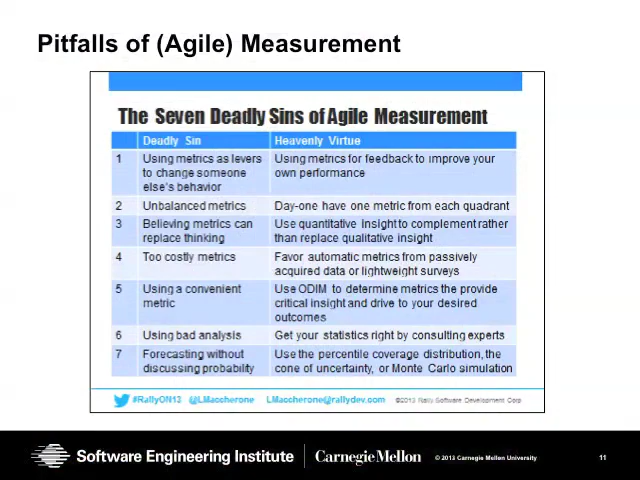 Pitfalls of (Agile) Measurement
The Seven Deadly Sins of Agile Measurement
Deadly Sin Heavenly Virtue
1 Using metrics as levers Using metrics for feedback to improve your
to change someone own performance
else's behavior
2 Unbalanced metrics Day-one have one metric from each quadrant
3 Believing metrics can Use quantitative insight to complement rather
replace thinking than replace qualitative insight
4 Too costly metrics Favor automatic metrics from passively
acquired data or lightweight surveys
5 Using a convenient Use ODIM to determine metrics the provide
metric critical insight and drive to your desired
outcomes
6 Using bad analysis Get your statistics right by consulting experts
7 Forecasting without Use the percentile coverage distribution, the
discussing probability cone of uncertainty, or Monte Carlo simulation
#RallyON13 @LMaccherone LMaccherone@rallydev.com ©2013 Rally Software Development Corp
Software Engineering Institute Carnegie Mellon © 2013 Carnegie Mellon University 11